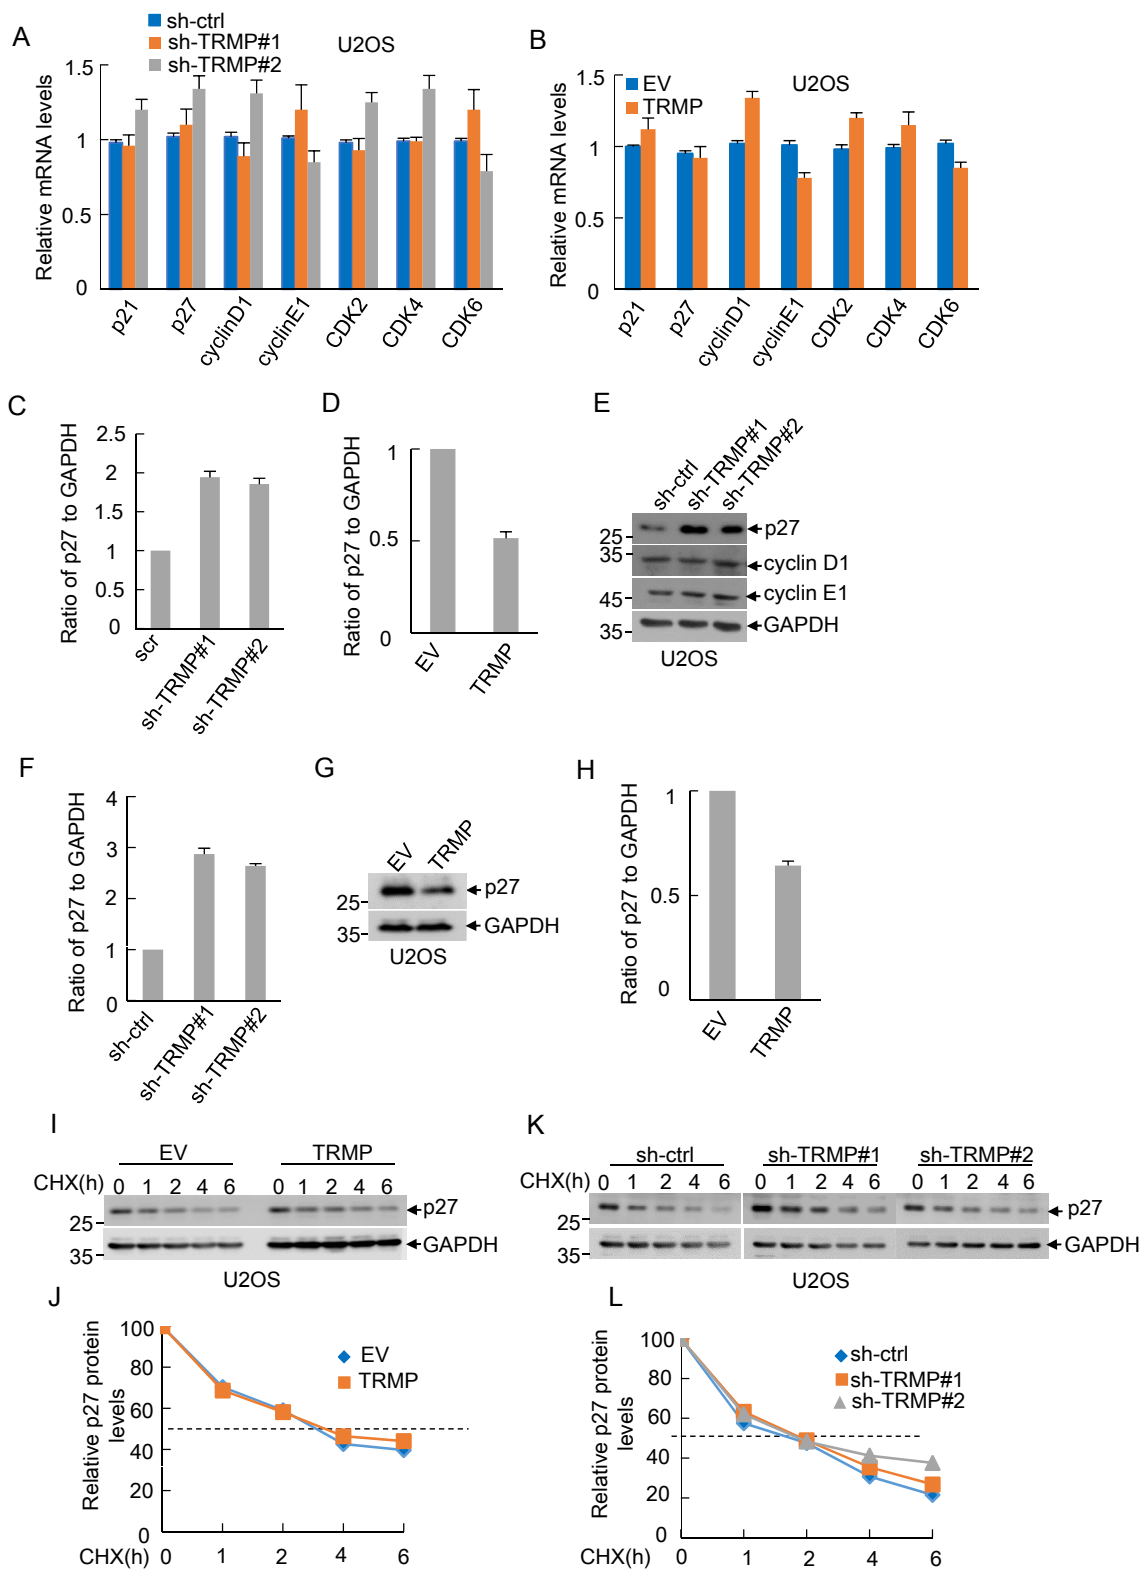 A
sh-ctrl
sh-TRMP#1
sh-TRMP#2
U2OS
Relative mRNA levels
1.5
1
0.5
0
p21
p27
cyclinD1
cyclinE1
CDK2
CDK4
CDK6
B
EV
TRMP
U2OS
Relative mRNA levels
1.5
1
0.5
0
p21
p27
cyclinD1
cyclinE1
CDK2
CDK4
CDK6
C
Ratio of p27 to GAPDH
2.5
2
1.5
1
0.5
0
scr
sh-TRMP#1
sh-TRMP#2
D
Ratio of p27 to GAPDH
1
0.5
0
EV
TRMP
E
sh-ctrl
sh-TRMP#1
sh-TRMP#2
25
p27
35
cyclin D1
45
cyclin E1
35
GAPDH
U2OS
F
Ratio of p27 to GAPDH
4
3
2
1
0
sh-ctrl
sh-TRMP#1
sh-TRMP#2
G
EV
TRMP
25
p27
35
GAPDH
U2OS
H
Ratio of p27 to GAPDH
1
0.5
0
EV
TRMP
I
EV TRMP
CHX(h) 0 1 2 4 6 0 1 2 4 6
25
p27
35
GAPDH
U2OS
K
sh-ctrl sh-TRMP#1 sh-TRMP#2
CHX(h) 0 1 2 4 6 0 1 2 4 6 0 1 2 4 6
25
p27
35
GAPDH
U2OS
J
Relative p27 protein
levels
100
80
60
40
20
0
EV
TRMP
CHX(h) 0 1 2 4 6
L
Relative p27 protein
levels
100
80
60
40
20
0
sh-ctrl
sh-TRMP#1
sh-TRMP#2
CHX(h) 0 1 2 4 6